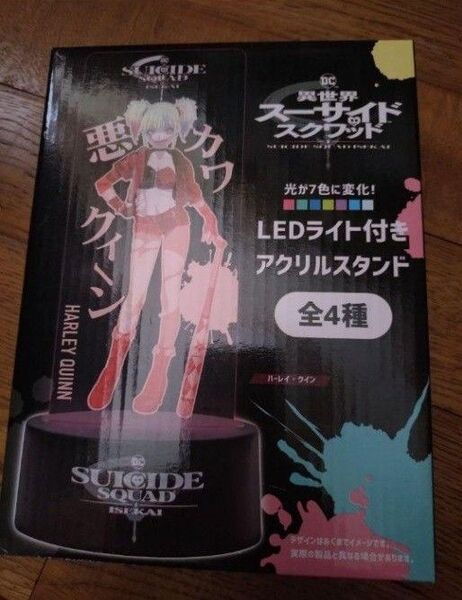 DC
SUICIDE
SQUAD
ISEKAI
カワ
悪
クイーン
HARLEY QUINN
DC
SUICIDE
SQUAD
ISEKAI
DC
異世界
スーサイド
スクワッド
SUICIDE SQUAD ISEKAI
光が7色に変化!
LEDライト付き
アクリルスタンド
全4種
ハーレイ・クイン
デザインはあくまでイメージです。
実際の製品と異なる場合があります。